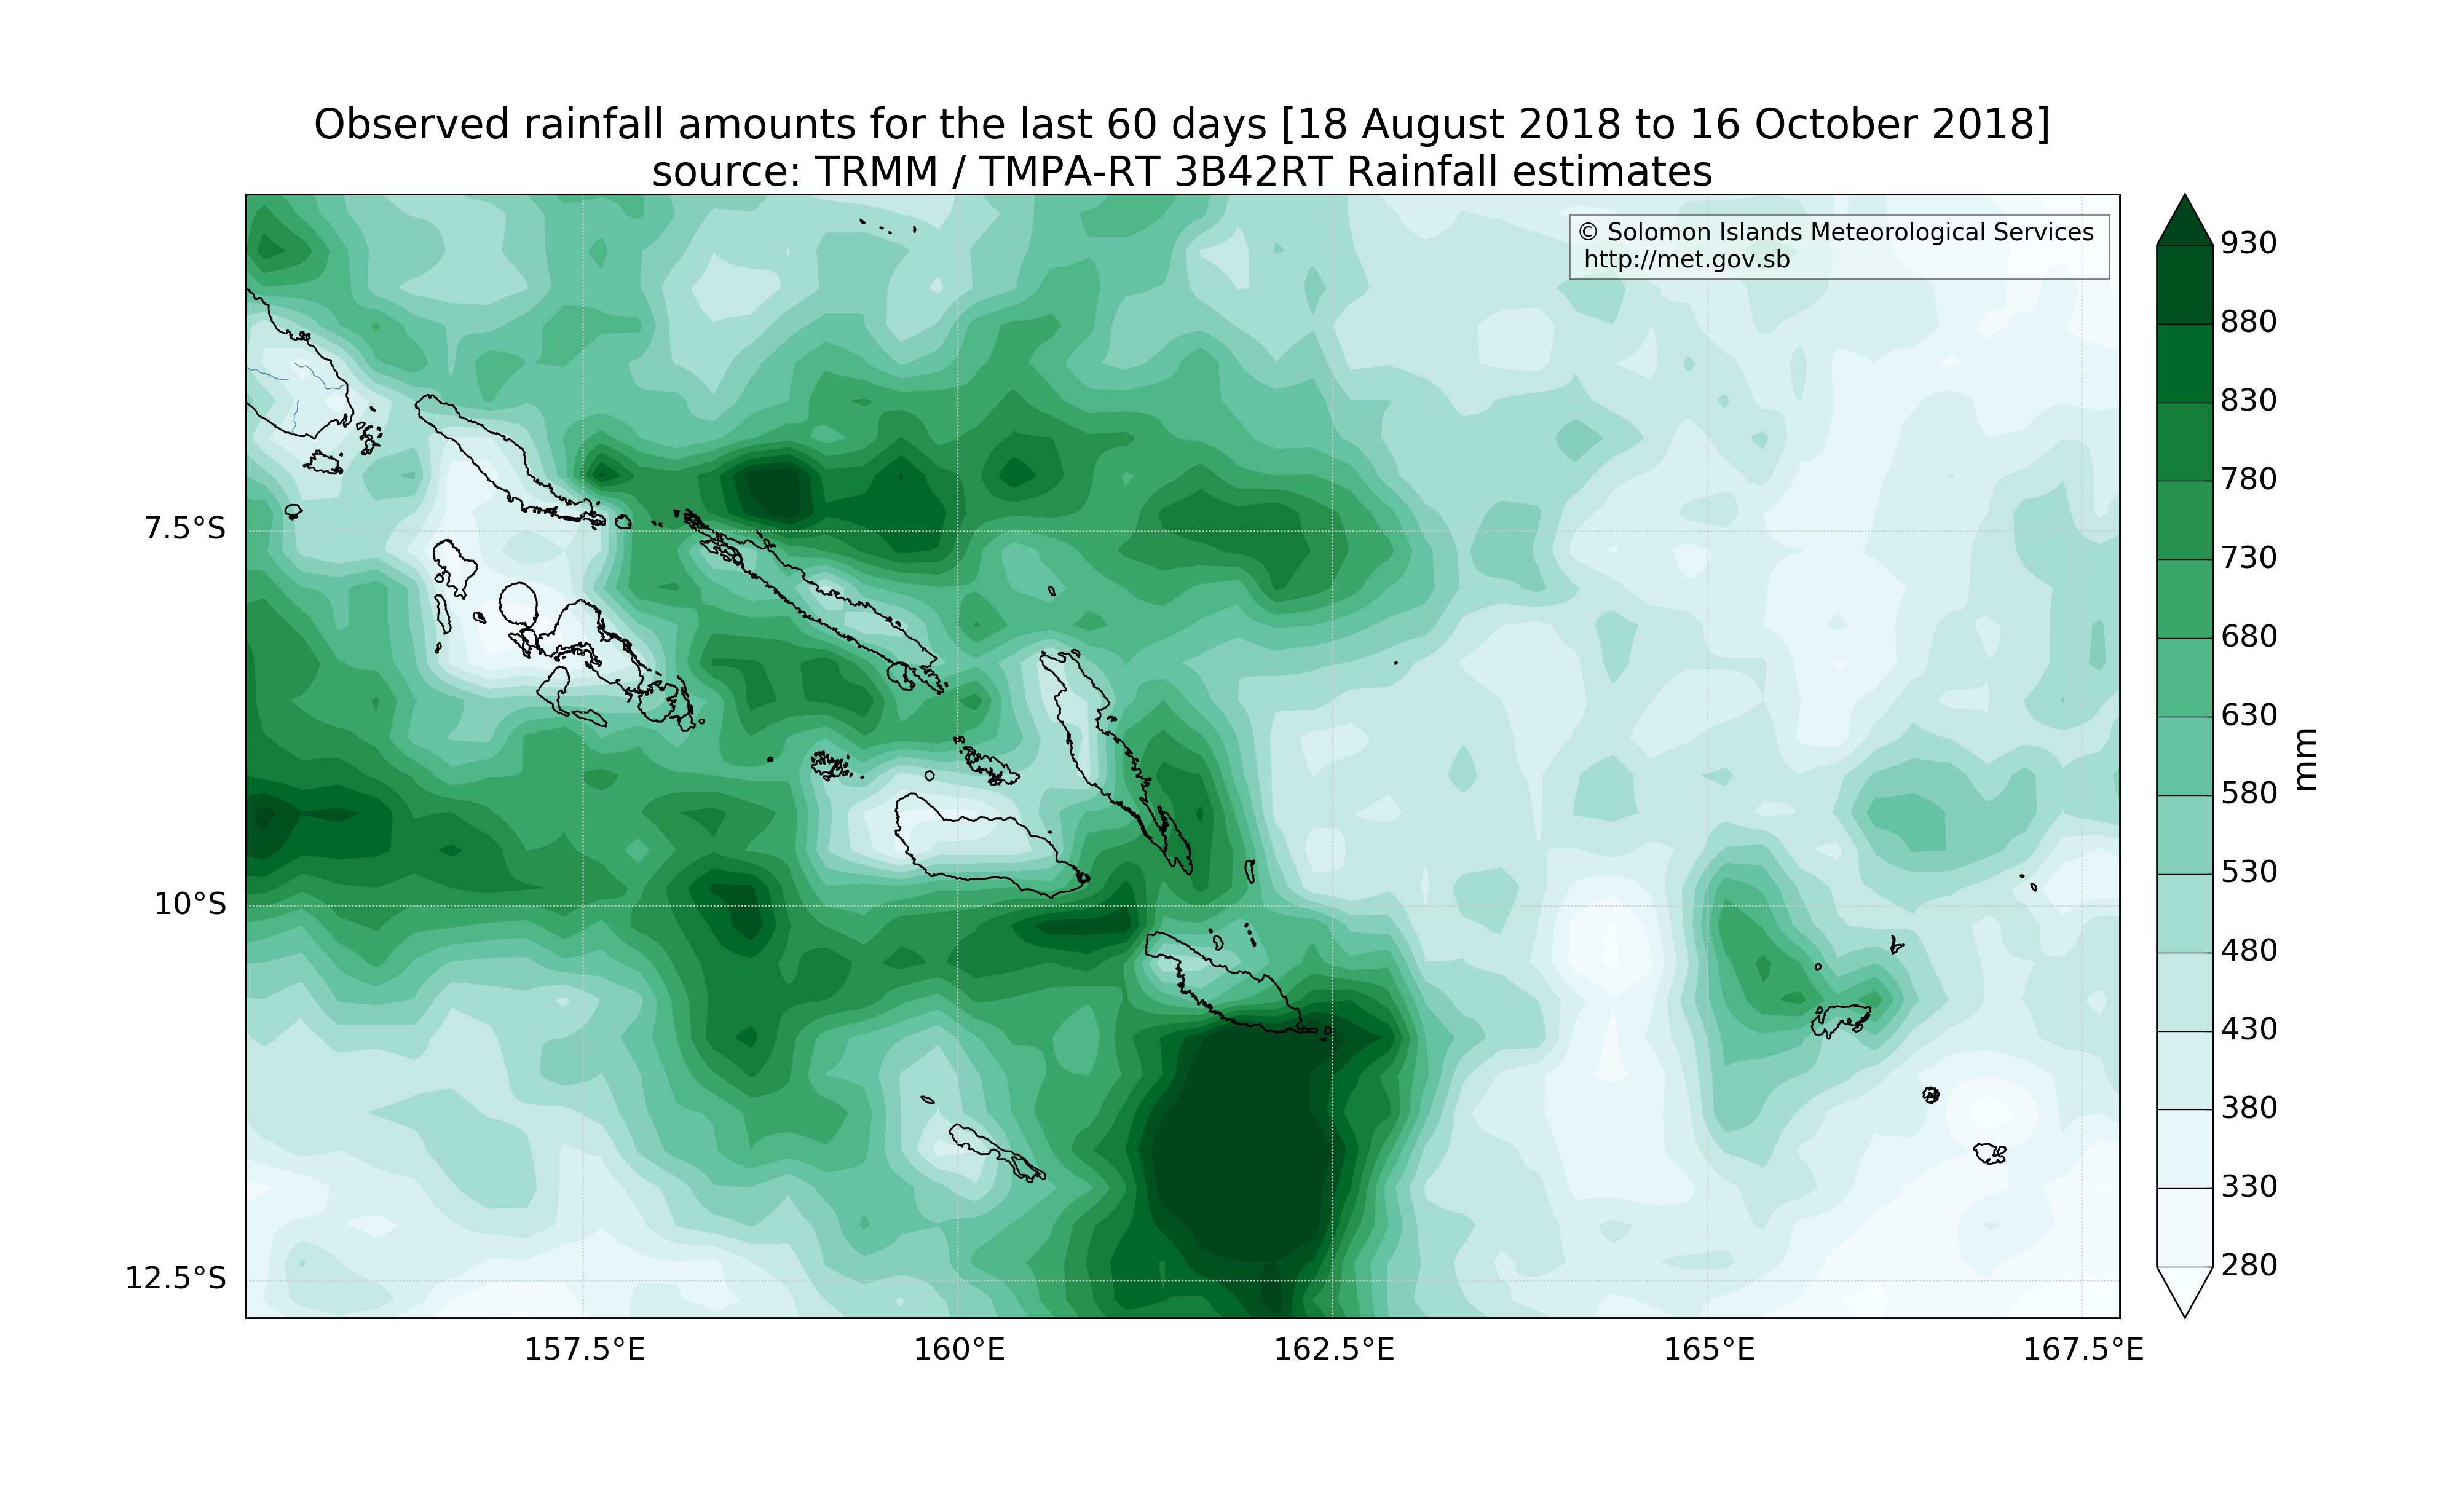 Observed rainfall amounts for the last 60 days [18 August 2018 to 16 October 2018]
source: TRMM / TMPA-RT 3B42RT Rainfall estimates
© Solomon Islands Meteorological Services
http://met.gov.sb
930
880
830
780
730
680
630
580
530
480
430
380
330
280
mm
7.5°S
10°S
12.5°S
157.5°E
160°E
162.5°E
165°E
167.5°E